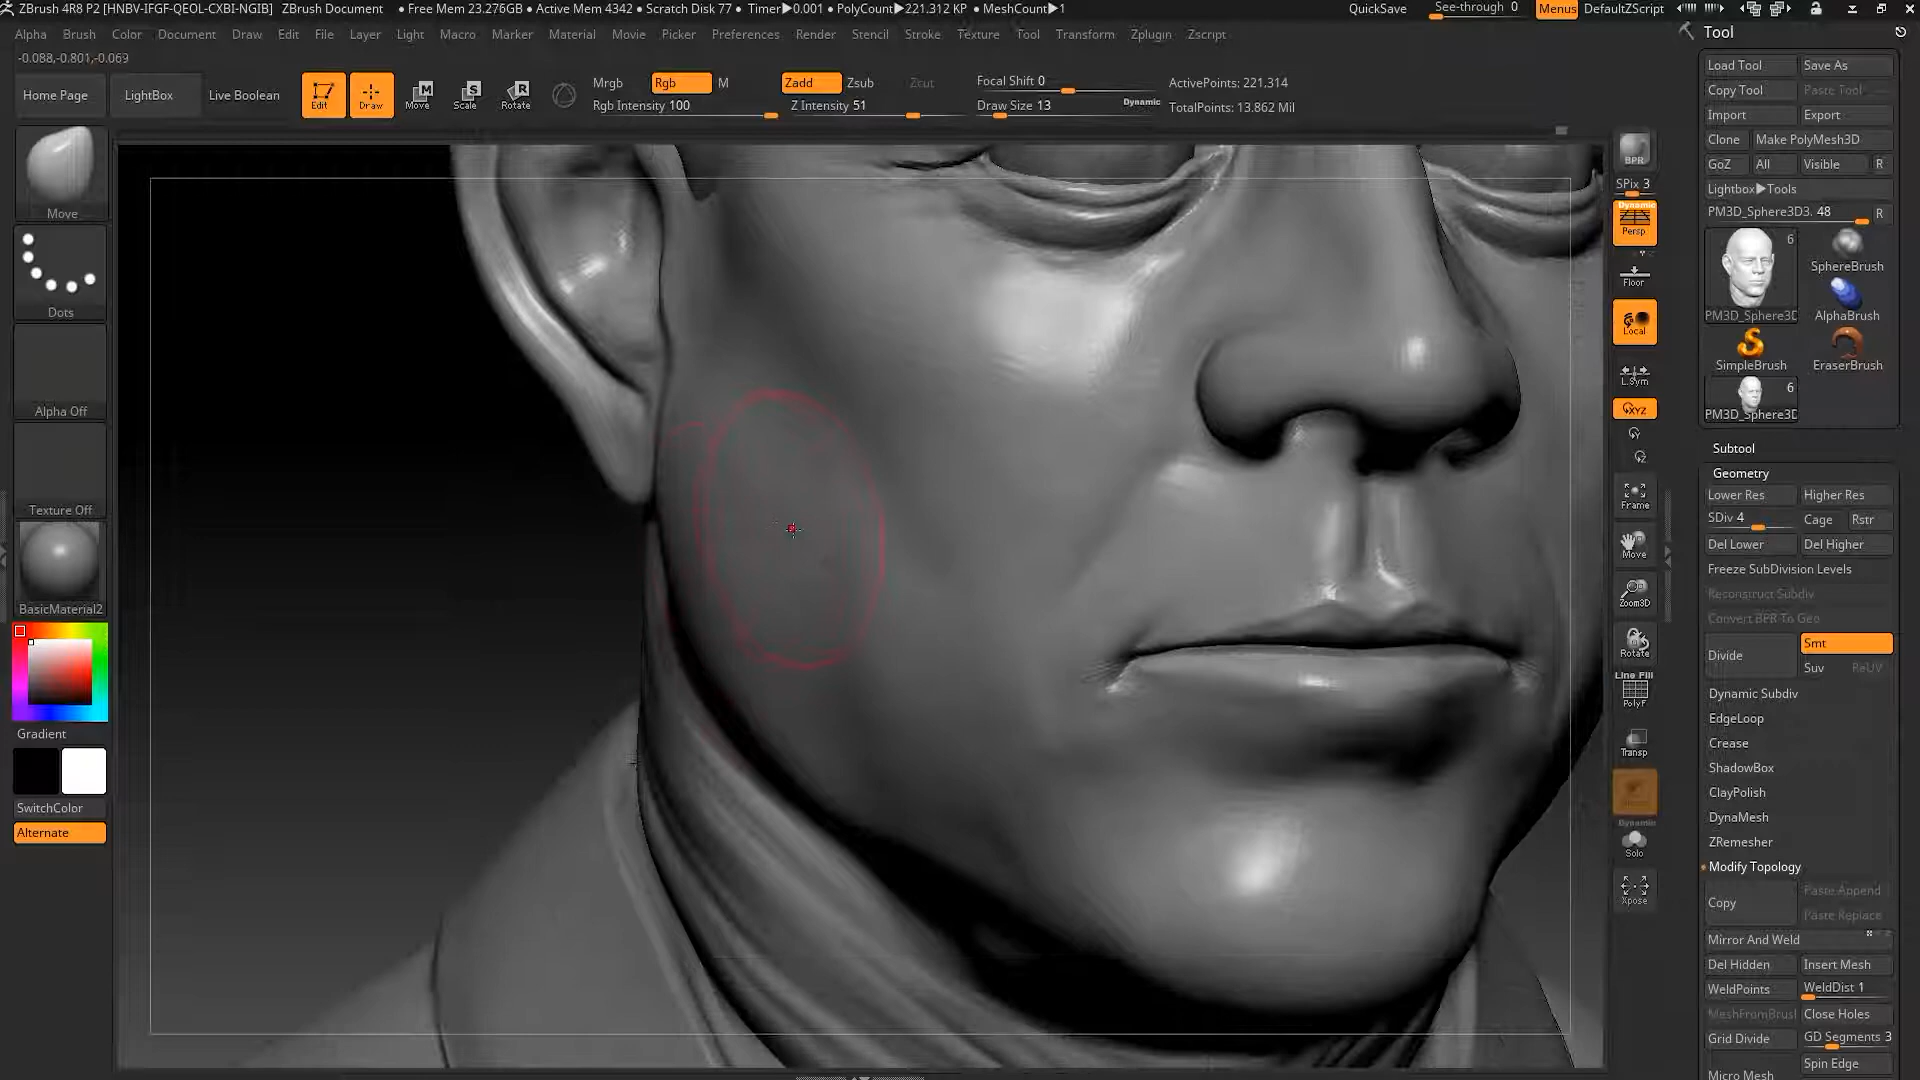 ZBrush 4R8 P2 [HNBV-IFGF-QEOL-CXBI-NGIB] ZBrush Document • Free Mem 23.276GB • Active Mem 4342 • Scratch Disk 77 • Timer▶0.001 • PolyCount▶221.312 KP • MeshCount▶1 QuickSave See-through 0 Menus DefaultZScript
Alpha Brush Color Document Draw Edit File Layer Light Macro Marker Material Movie Picker Preferences Render Stencil Stroke Texture Tool Transform Zplugin Zscript
-0.088,-0.801,-0.069
Home Page LightBox Live Boolean Edit Draw Move Scale Rotate
Mrgb Rgb M Zadd Zsub Zcut Focal Shift 0 ActivePoints: 221,314
Rgb Intensity 100 Z Intensity 51 Draw Size 13 Dynamic TotalPoints: 13.862 Mil
Move
Dots
Alpha Off
Texture Off
BasicMaterial2
Gradient
SwitchColor
Alternate
BPR
SPix 3
Dynamic
Persp
Floor
Local
L.Sym
XYZ
Y
Z
Frame
Move
Zoom3D
Rotate
Line Fill
PolyF
Transp
Dynamic
Solo
Xpose
Tool
Load Tool Save As
Copy Tool Paste Tool
Import Export
Clone Make PolyMesh3D
GoZ All Visible R
Lightbox▶Tools
PM3D_Sphere3D3. 48 R
6
SphereBrush
PM3D_Sphere3D AlphaBrush
SimpleBrush EraserBrush
6
PM3D_Sphere3D
Subtool
Geometry
Lower Res Higher Res
SDiv 4 Cage Rstr
Del Lower Del Higher
Freeze SubDivision Levels
Reconstruct Subdiv
Convert BPR To Geo
Divide Smt
Suv ReUV
Dynamic Subdiv
EdgeLoop
Crease
ShadowBox
ClayPolish
DynaMesh
ZRemesher
Modify Topology
Copy Paste Append
Paste Replace
Mirror And Weld
Del Hidden Insert Mesh
WeldPoints WeldDist 1
MeshFromBrush Close Holes
Grid Divide GD Segments 3
Micro Mesh Spin Edge